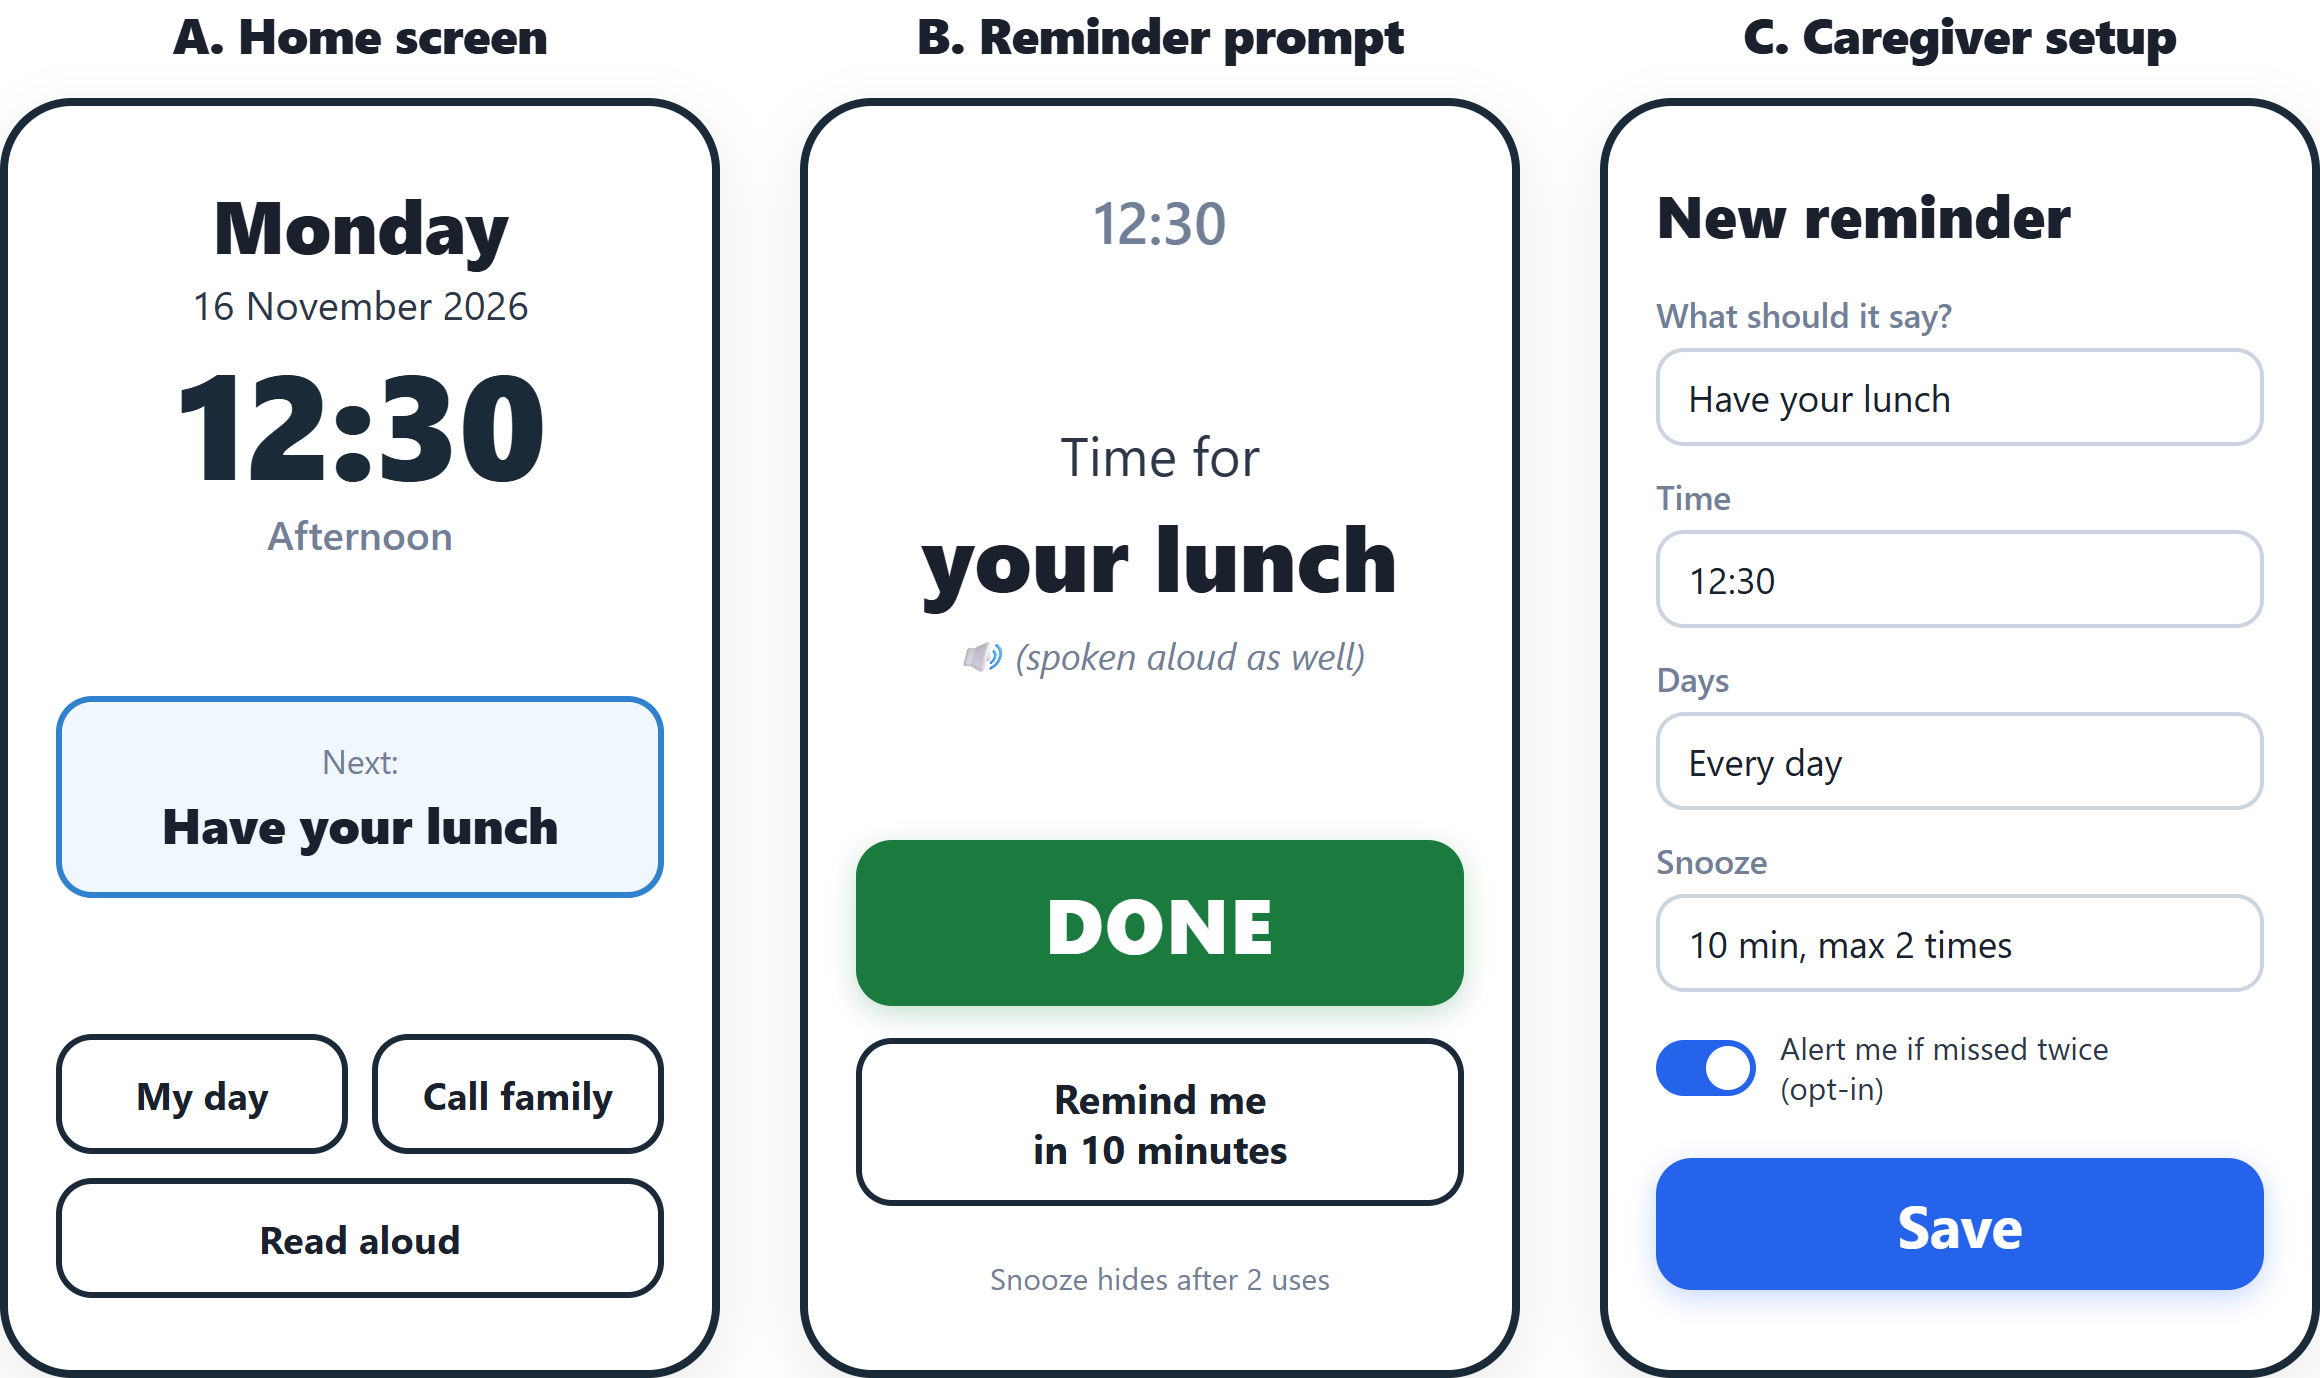 A. Home screen
Monday
16 November 2026
12:30
Afternoon
Next:
Have your lunch
My day
Call family
Read aloud
B. Reminder prompt
12:30
Time for
your lunch
(spoken aloud as well)
DONE
Remind me
in 10 minutes
Snooze hides after 2 uses
C. Caregiver setup
New reminder
What should it say?
Have your lunch
Time
12:30
Days
Every day
Snooze
10 min, max 2 times
Alert me if missed twice
(opt-in)
Save